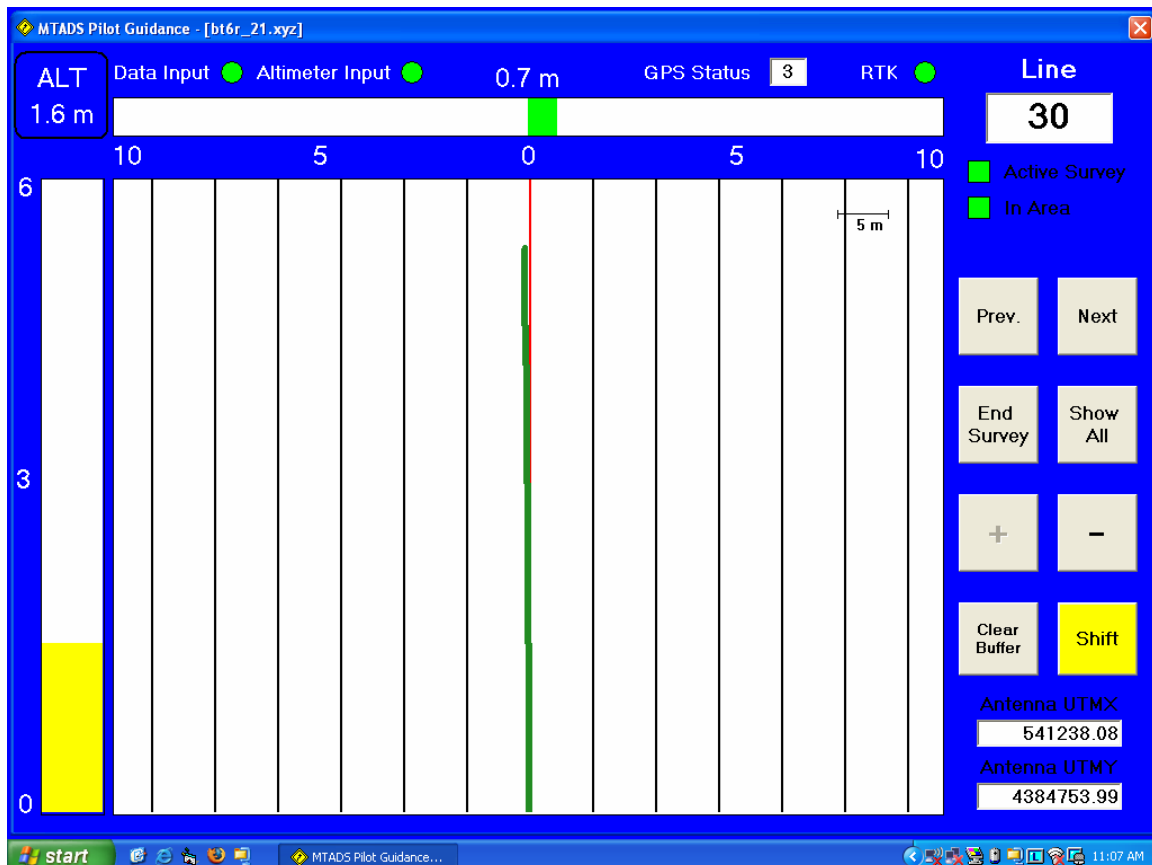 MTADS Pilot Guidance - [bt6r_21.xyz]
ALT
1.6 m
Data Input
Altimeter Input
0.7 m
GPS Status
3
RTK
Line
30
10
5
0
5
10
Active Survey
In Area
6
3
0
5 m
Prev.
Next
End
Survey
Show
All
+
-
Clear
Buffer
Shift
Antenna UTMX
541238.08
Antenna UTMY
4384753.99
start
MTADS Pilot Guidance...
11:07 AM